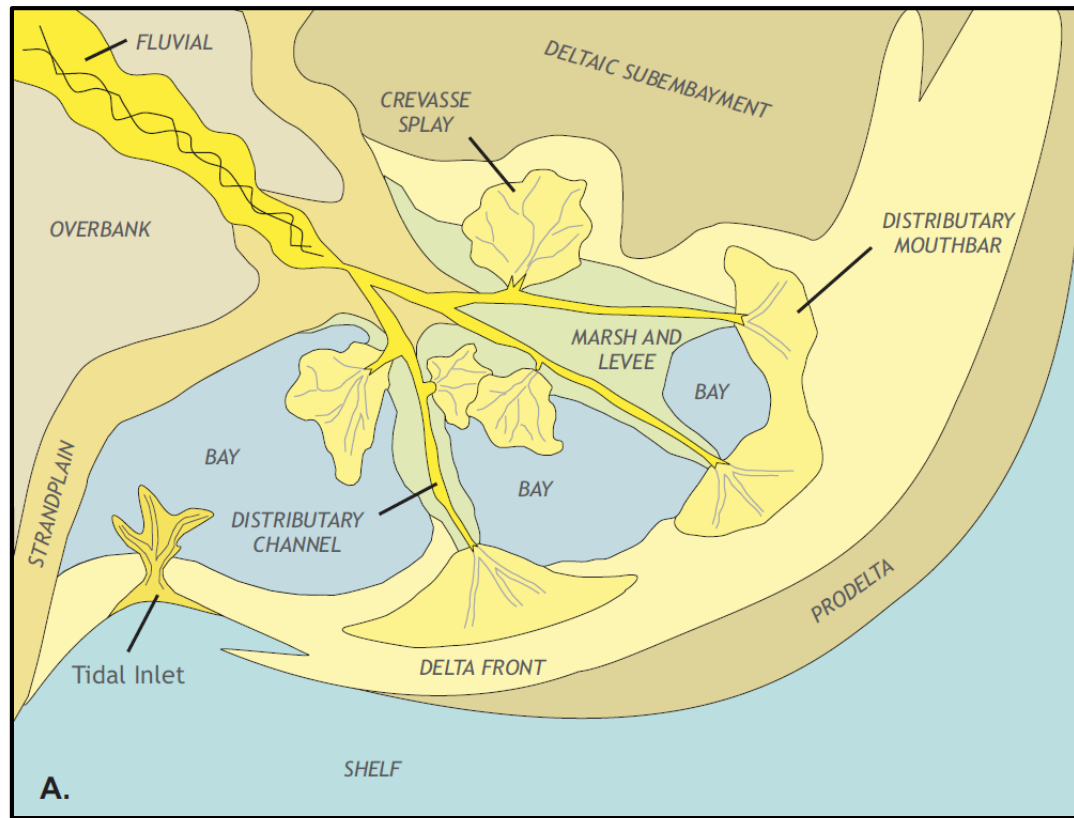 FLUVIAL
DELTAIC SUBEMBAYMENT
CREVASSE
SPLAY
OVERBANK
DISTRIBUTARY
MOUTHBAR
MARSH AND
LEVEE
BAY
BAY
BAY
STRANDPLAIN
DISTRIBUTARY
CHANNEL
PRODELTA
Tidal Inlet
DELTA FRONT
SHELF
A.